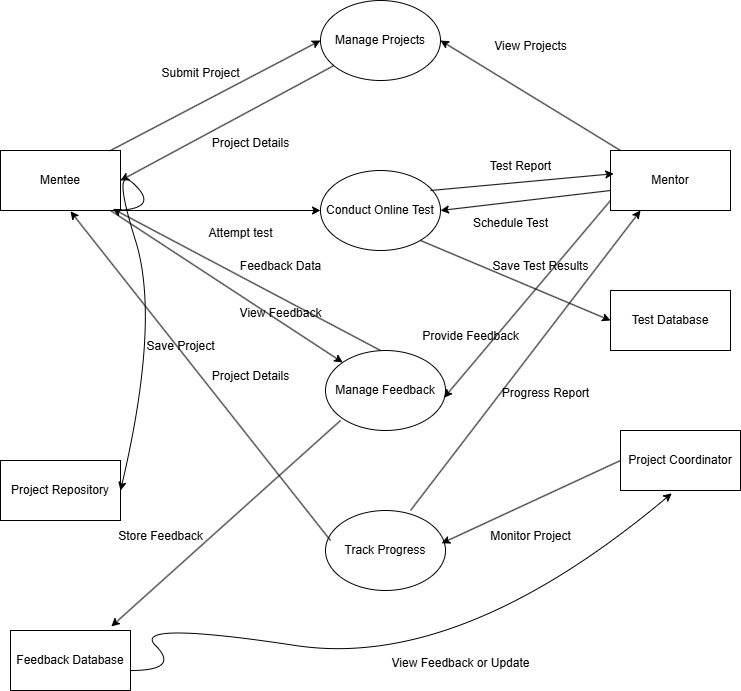 Manage Projects
View Projects
Submit Project
Project Details
Test Report
Mentee
Mentor
Conduct Online Test
Schedule Test
Attempt test
Feedback Data
Save Test Results
View Feedback
Test Database
Provide Feedback
Save Project
Project Details
Manage Feedback
Progress Report
Project Coordinator
Project Repository
Store Feedback
Monitor Project
Track Progress
Feedback Database
View Feedback or Update